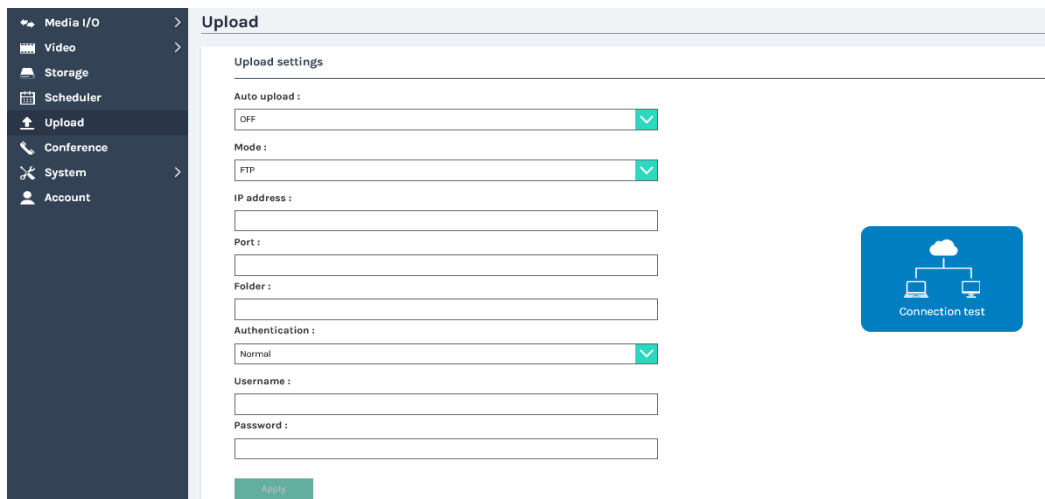 Media I/O
Video
Storage
Scheduler
Upload
Conference
System
Account
Upload
Upload settings
Auto upload :
OFF
Mode :
FTP
IP address :
Port :
Folder :
Authentication :
Normal
Username :
Password :
Apply
Connection test